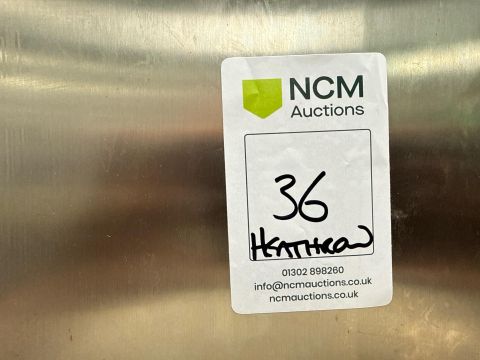 NCM
Auctions
36
HEATHROW
01302 898260
info@ncmauctions.co.uk
ncmauctions.co.uk